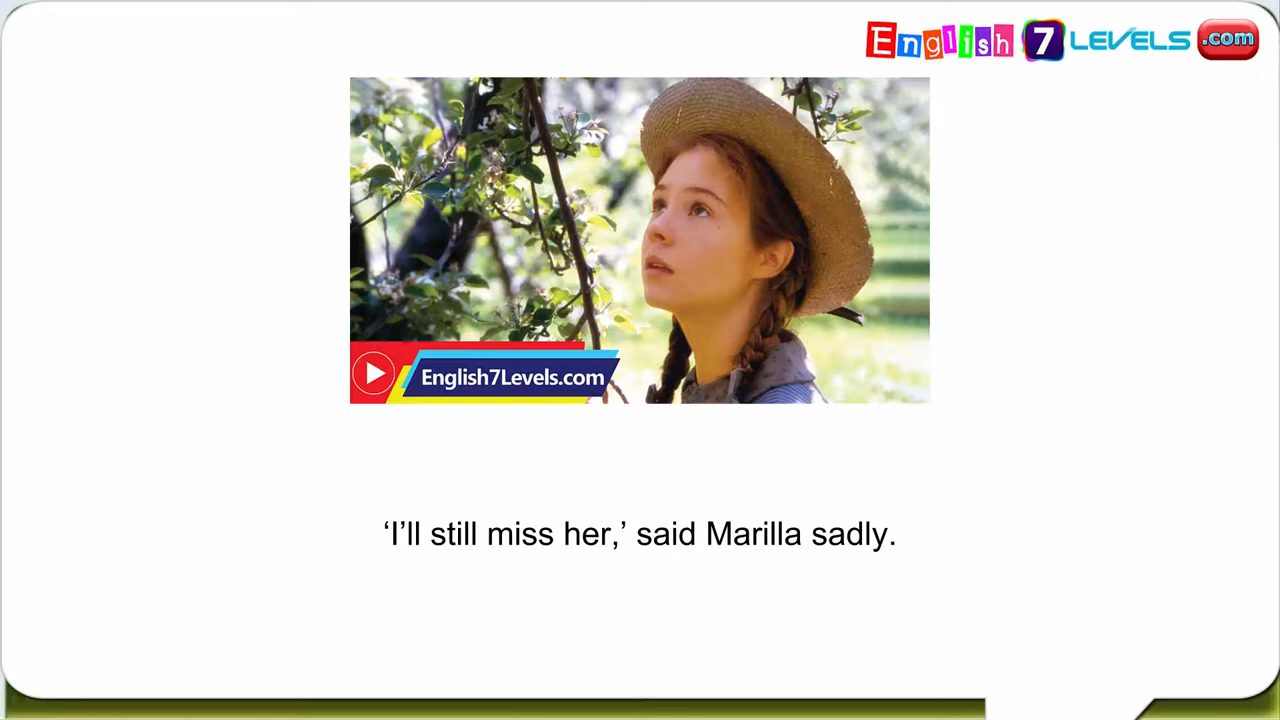 English 7 LEVELS .com
English7Levels.com
‘I’ll still miss her,’ said Marilla sadly.